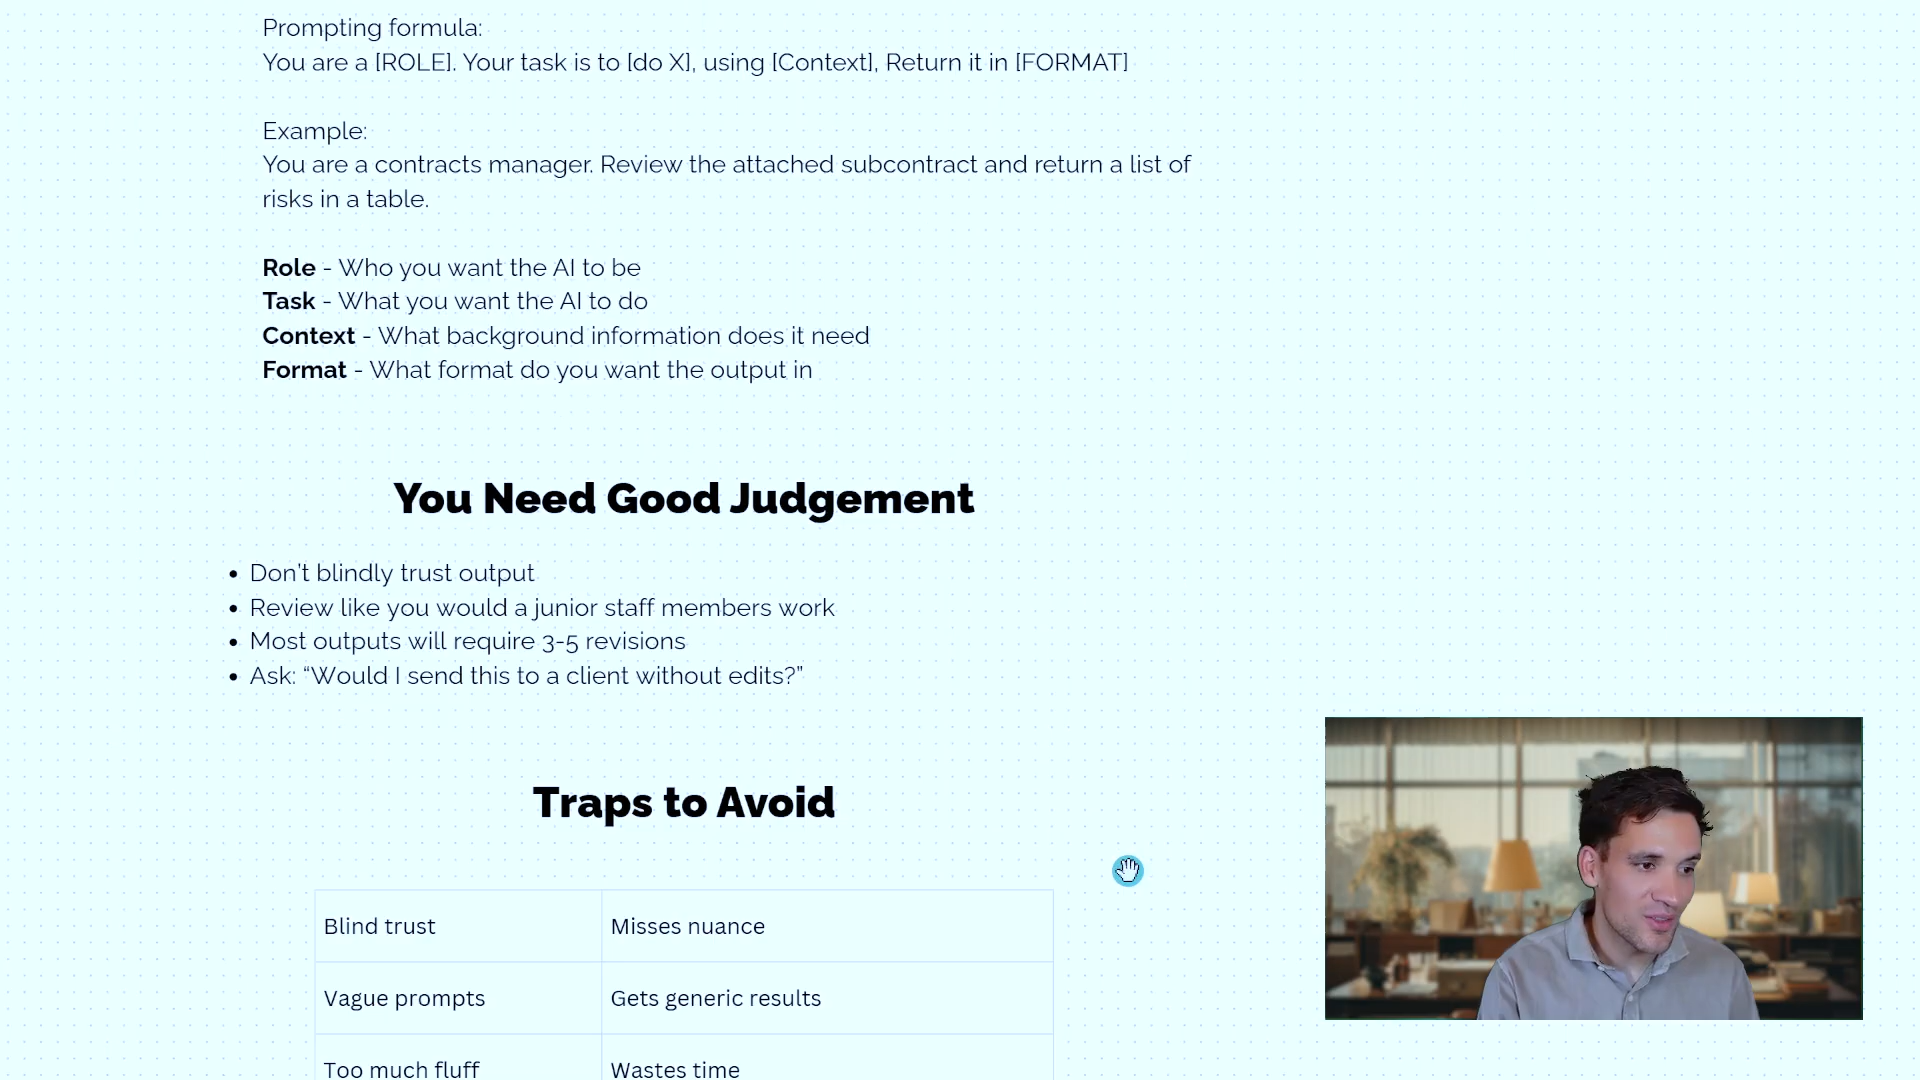 Prompting formula:
You are a [ROLE]. Your task is to [do X], using [Context], Return it in [FORMAT]
Example:
You are a contracts manager. Review the attached subcontract and return a list of
risks in a table.
Role - Who you want the AI to be
Task - What you want the AI to do
Context - What background information does it need
Format - What format do you want the output in
You Need Good Judgement
• Don’t blindly trust output
• Review like you would a junior staff members work
• Most outputs will require 3-5 revisions
• Ask: “Would I send this to a client without edits?”
Traps to Avoid
Blind trust Misses nuance
Vague prompts Gets generic results
Too much fluff Wastes time